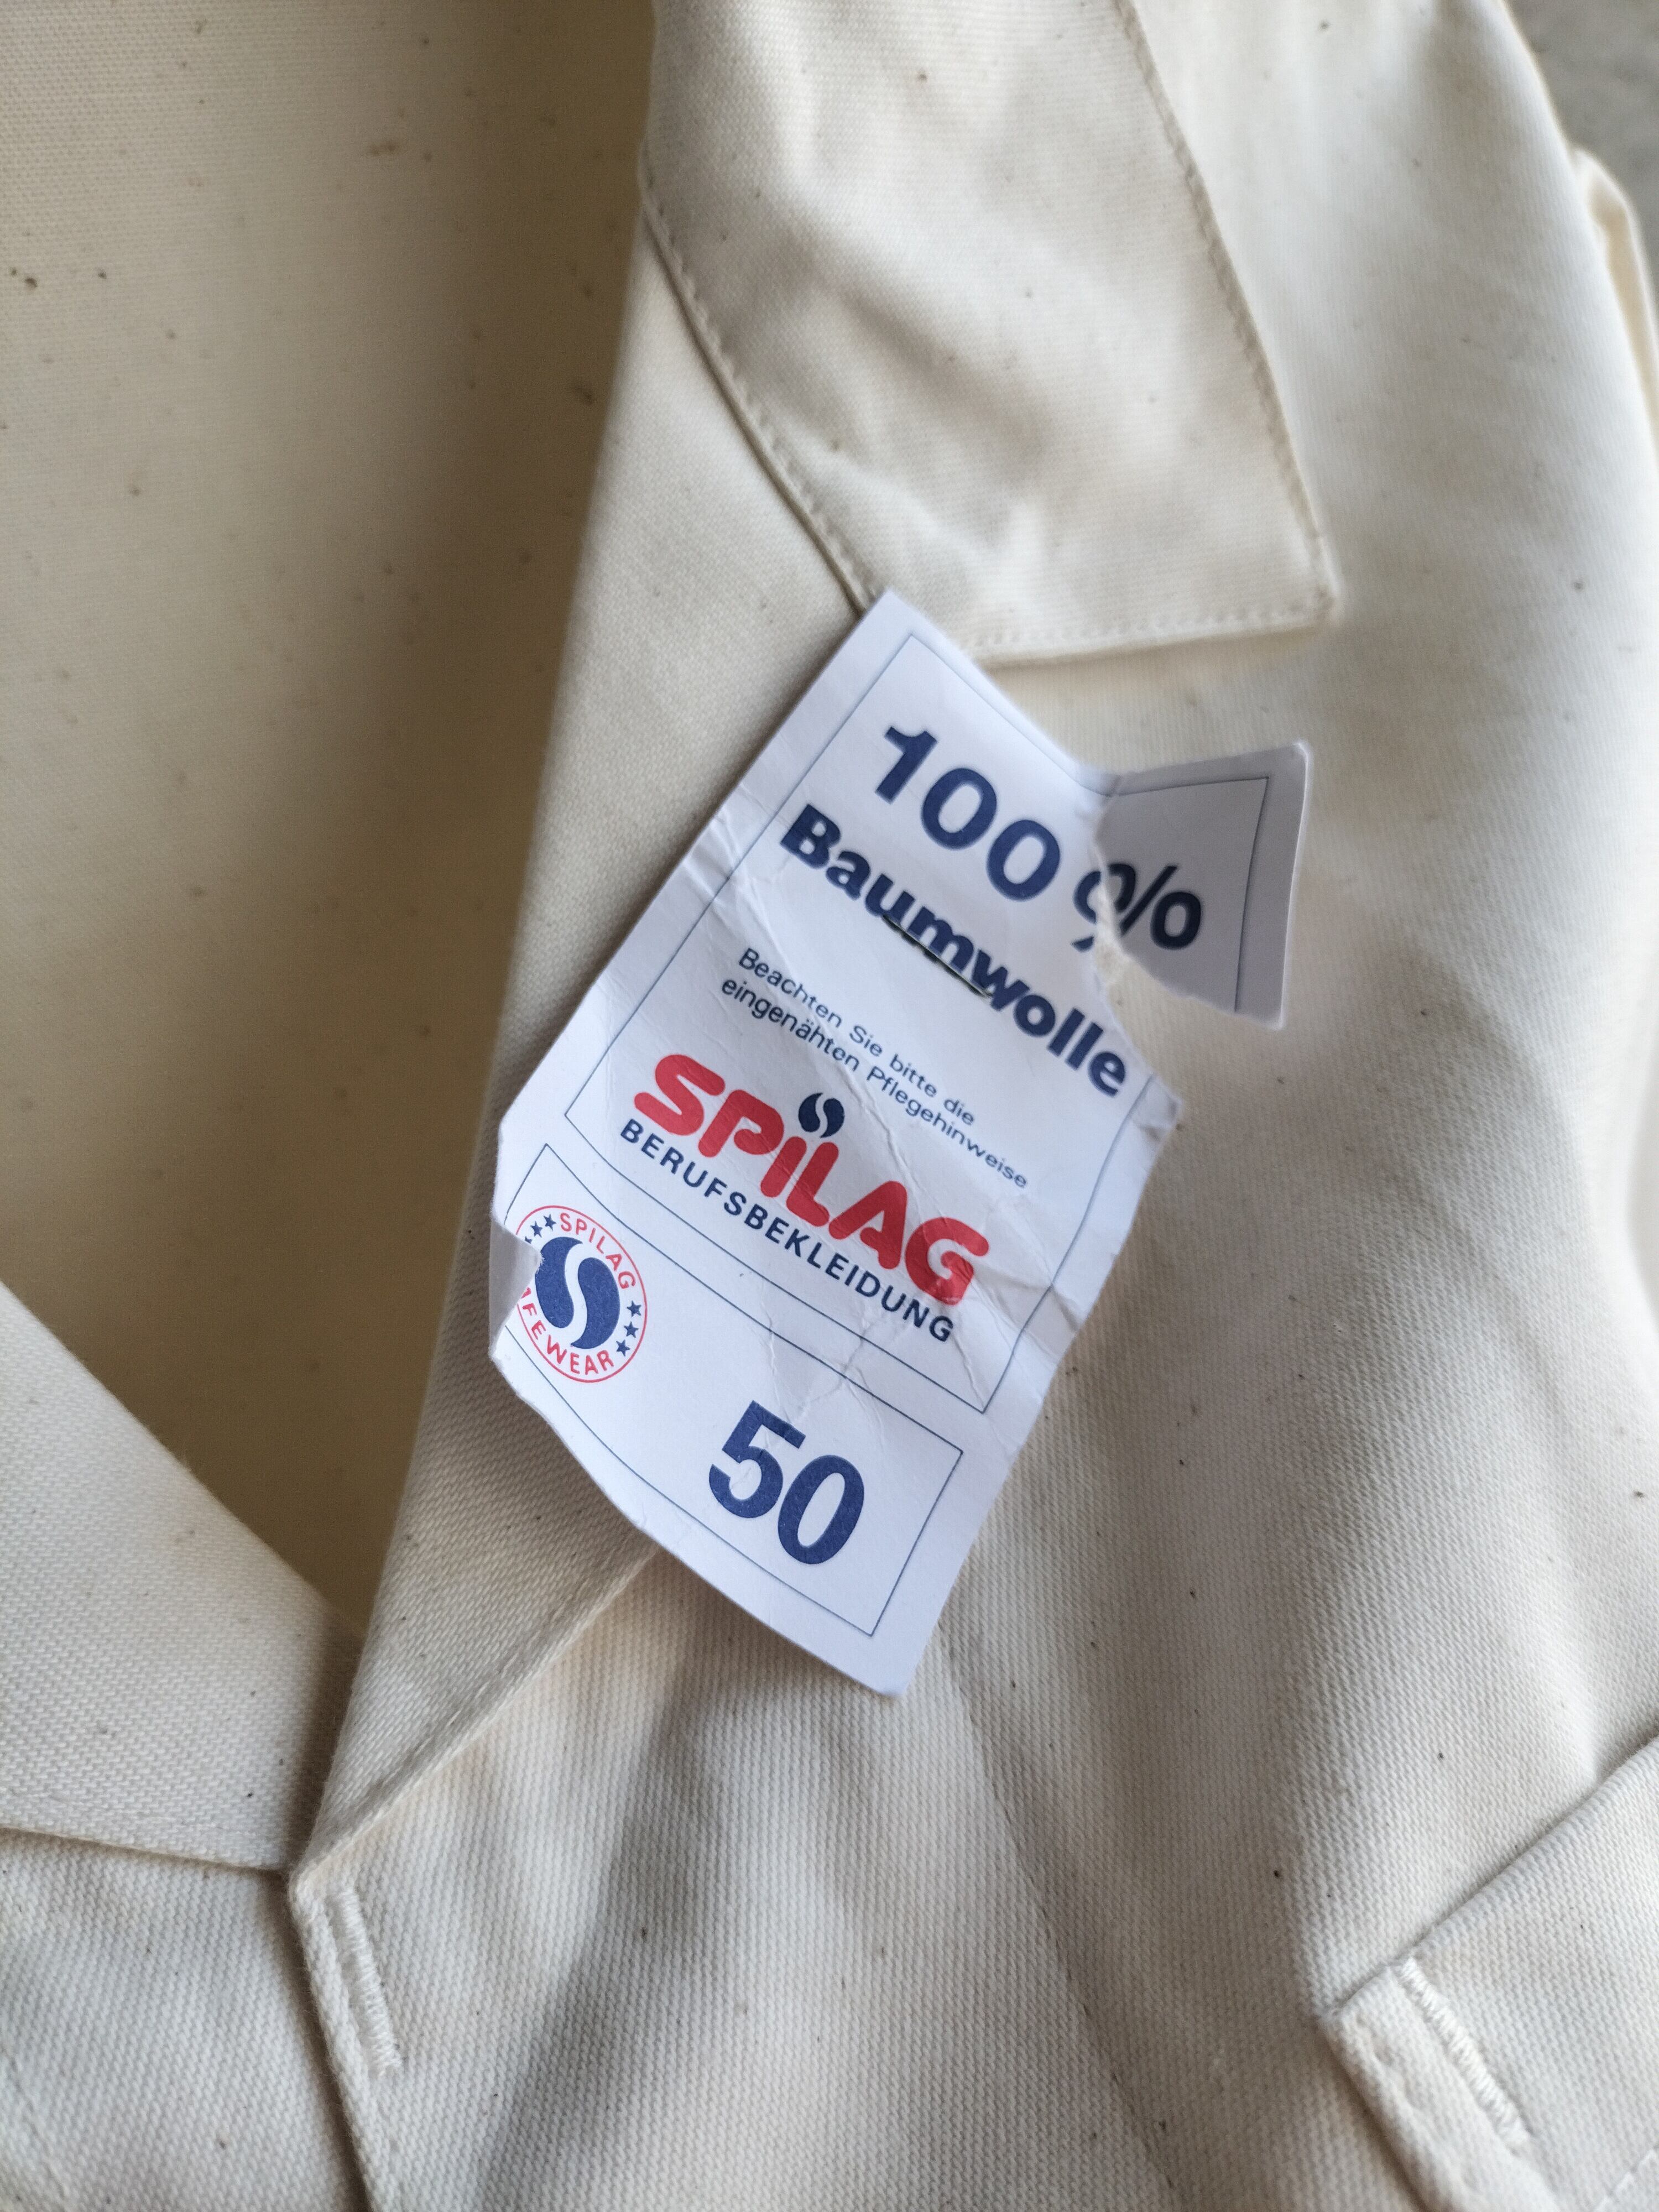 100 %
Baumwolle
Beachten Sie bitte die
eingenähten Pflegehinweise
SPILAG
BERUFSBEKLEIDUNG
SPILAG
50